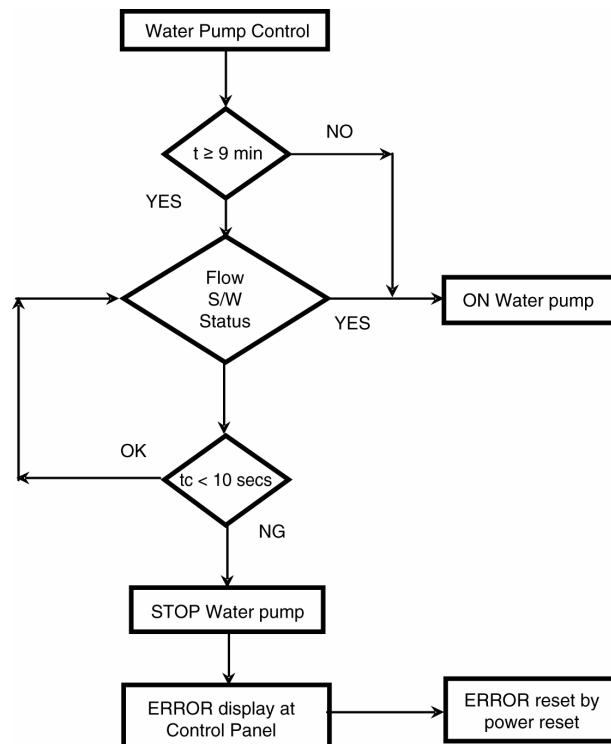 Water Pump Control
t ≥ 9 min
NO
YES
Flow
S/W
Status
YES
ON Water pump
OK
tc < 10 secs
NG
STOP Water pump
ERROR display at
Control Panel
ERROR reset by
power reset